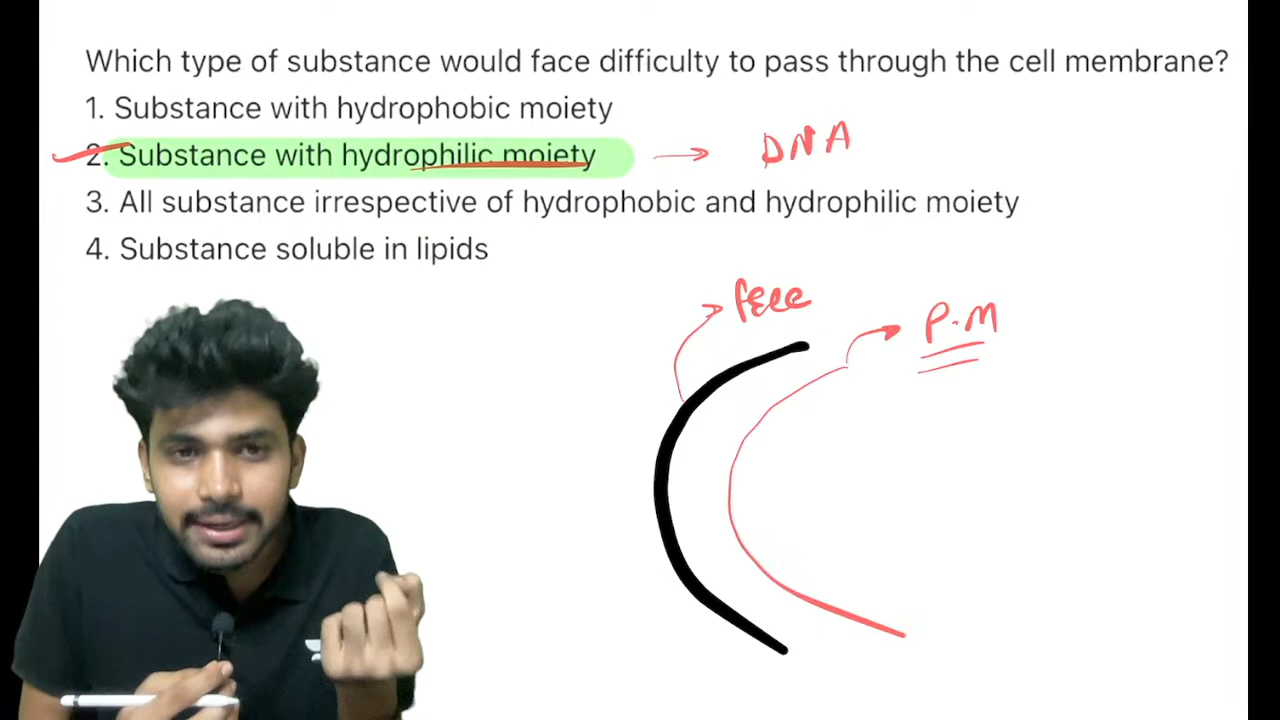 Which type of substance would face difficulty to pass through the cell membrane?
1. Substance with hydrophobic moiety
2. Substance with hydrophilic moiety → DNA
3. All substance irrespective of hydrophobic and hydrophilic moiety
4. Substance soluble in lipids
P.M